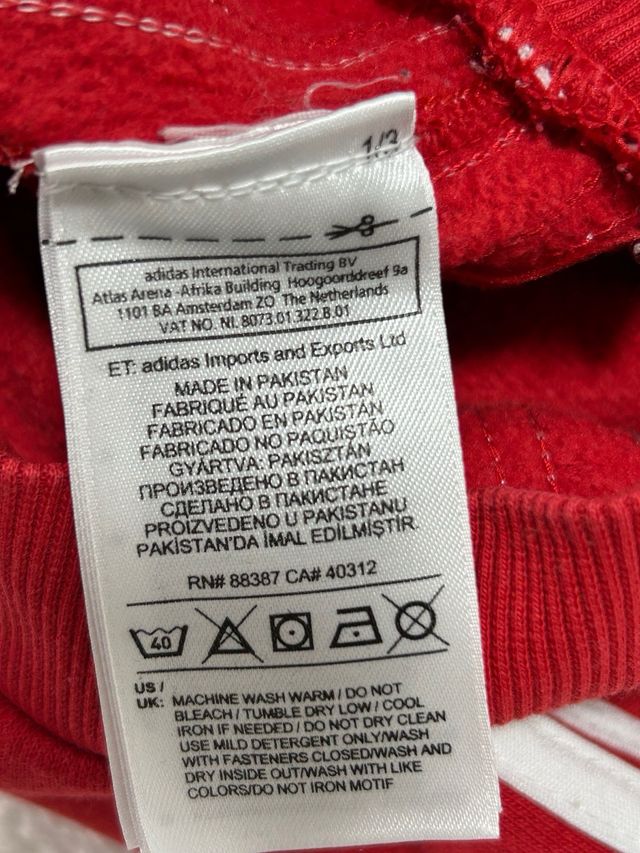 1/3
adidas International Trading BV
Atlas Arena -Afrika Building Hoogoorddreef 9a
1101 BA Amsterdam ZO The Netherlands
VAT NO. NL 8073.01.322.B.01
ET: adidas Imports and Exports Ltd
MADE IN PAKISTAN
FABRIQUÉ AU PAKISTAN
FABRICADO EN PAKISTÁN
FABRICADO NO PAQUISTÃO
GYÁRTVA: PAKISZTÁN
ПРОИЗВЕДЕНО В ПАКИСТАН
СДЕЛАНО В ПАКИСТАНЕ
PROIZVEDENO U PAKISTANU
PAKİSTAN'DA İMAL EDİLMİŞTİR
RN# 88387 CA# 40312
40
US /
UK: MACHINE WASH WARM / DO NOT
BLEACH / TUMBLE DRY LOW / COOL
IRON IF NEEDED / DO NOT DRY CLEAN
USE MILD DETERGENT ONLY/WASH
WITH FASTENERS CLOSED/WASH AND
DRY INSIDE OUT/WASH WITH LIKE
COLORS/DO NOT IRON MOTIF